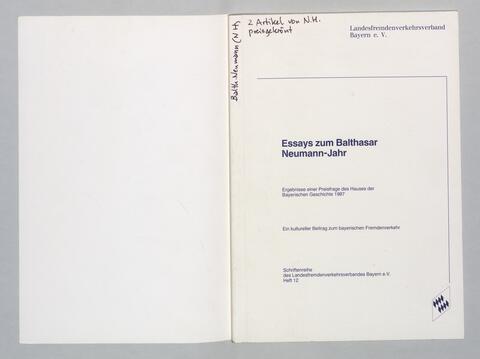 Balth. Neumann (NH)
2 Artikel von N.H.
preisgekrönt
Landesfremdenverkehrsverband
Bayern e. V.
Essays zum Balthasar
Neumann-Jahr
Ergebnisse einer Preisfrage des Hauses der
Bayerischen Geschichte 1987
Ein kultureller Beitrag zum bayerischen Fremdenverkehr
Schriftenreihe
des Landesfremdenverkehrsverbandes Bayern e.V.
Heft 12